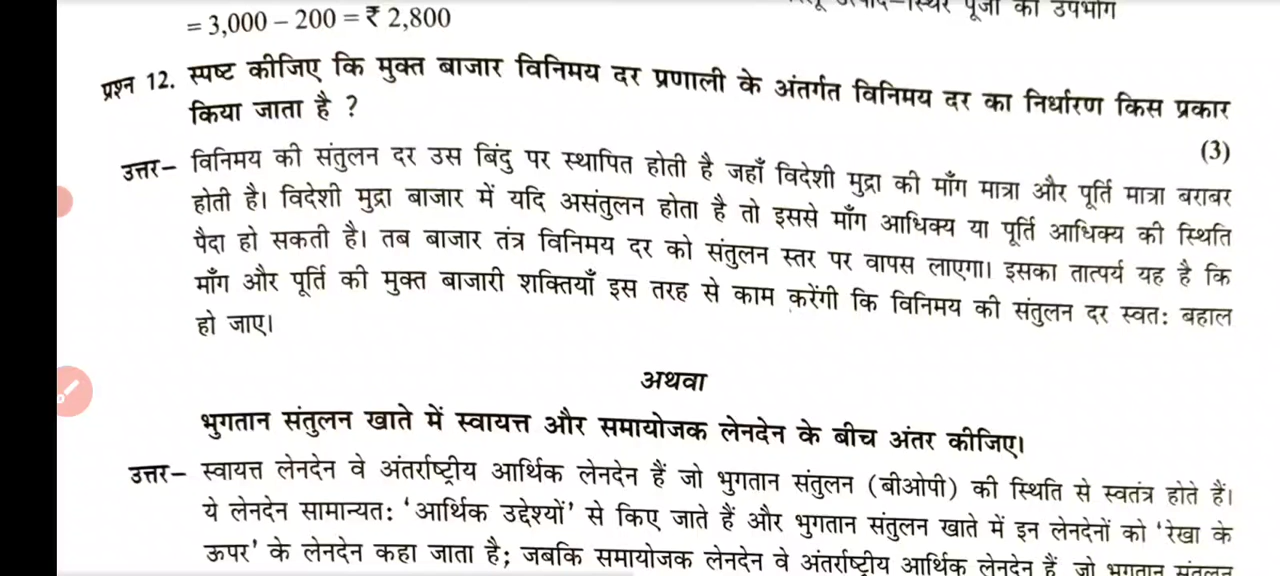 स्थिर पूंजी का उपभोग
= 3,000 – 200 = ₹ 2,800
प्रश्न 12. स्पष्ट कीजिए कि मुक्त बाजार विनिमय दर प्रणाली के अंतर्गत विनिमय दर का निर्धारण किस प्रकार
किया जाता है ?
(3)
उत्तर– विनिमय की संतुलन दर उस बिंदु पर स्थापित होती है जहाँ विदेशी मुद्रा की माँग मात्रा और पूर्ति मात्रा बराबर
होती है। विदेशी मुद्रा बाजार में यदि असंतुलन होता है तो इससे माँग आधिक्य या पूर्ति आधिक्य की स्थिति
पैदा हो सकती है। तब बाजार तंत्र विनिमय दर को संतुलन स्तर पर वापस लाएगा। इसका तात्पर्य यह है कि
माँग और पूर्ति की मुक्त बाजारी शक्तियाँ इस तरह से काम करेंगी कि विनिमय की संतुलन दर स्वत: बहाल
हो जाए।
अथवा
भुगतान संतुलन खाते में स्वायत्त और समायोजक लेनदेन के बीच अंतर कीजिए।
उत्तर– स्वायत्त लेनदेन वे अंतर्राष्ट्रीय आर्थिक लेनदेन हैं जो भुगतान संतुलन (बीओपी) की स्थिति से स्वतंत्र होते हैं।
ये लेनदेन सामान्यत: ‘आर्थिक उद्देश्यों’ से किए जाते हैं और भुगतान संतुलन खाते में इन लेनदेनों को ‘रेखा के
ऊपर’ के लेनदेन कहा जाता है; जबकि समायोजक लेनदेन वे अंतर्राष्ट्रीय आर्थिक लेनदेन हैं जो भुगतान संतुलन